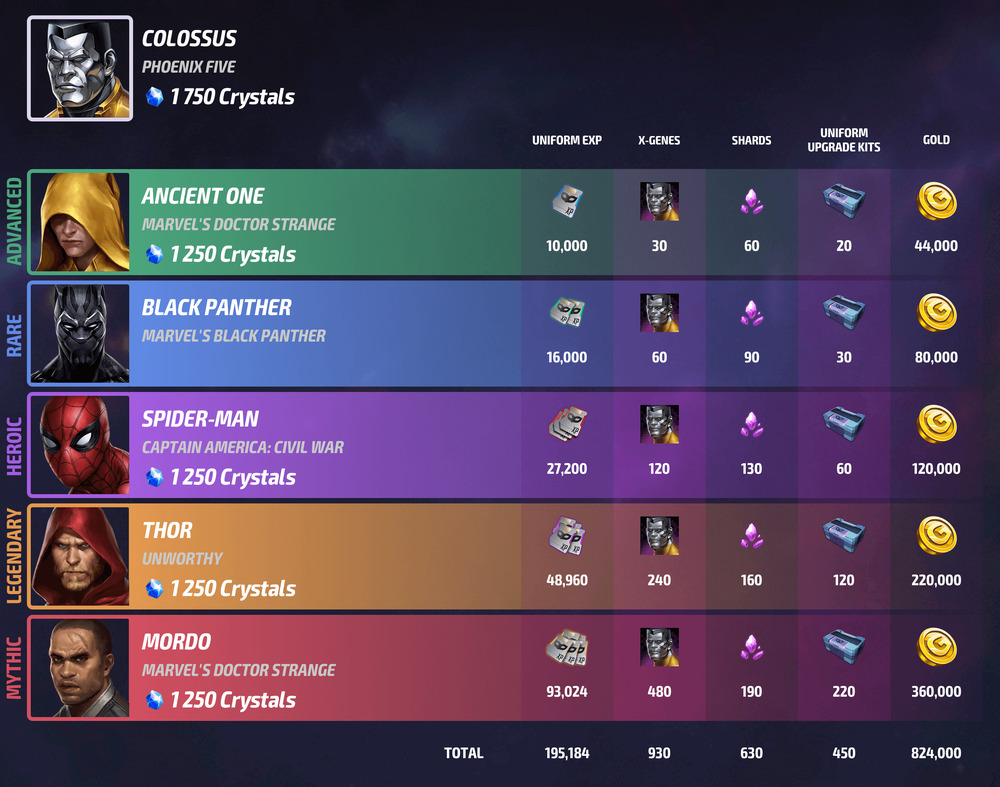 COLOSSUS
PHOENIX FIVE
1 750 Crystals
UNIFORM EXP X-GENES SHARDS UNIFORM UPGRADE KITS GOLD
ADVANCED
ANCIENT ONE
MARVEL'S DOCTOR STRANGE
1 250 Crystals
10,000 30 60 20 44,000
RARE
BLACK PANTHER
MARVEL'S BLACK PANTHER
16,000 60 90 30 80,000
HEROIC
SPIDER-MAN
CAPTAIN AMERICA: CIVIL WAR
1 250 Crystals
27,200 120 130 60 120,000
LEGENDARY
THOR
UNWORTHY
1 250 Crystals
48,960 240 160 120 220,000
MYTHIC
MORDO
MARVEL'S DOCTOR STRANGE
1 250 Crystals
93,024 480 190 220 360,000
TOTAL 195,184 930 630 450 824,000